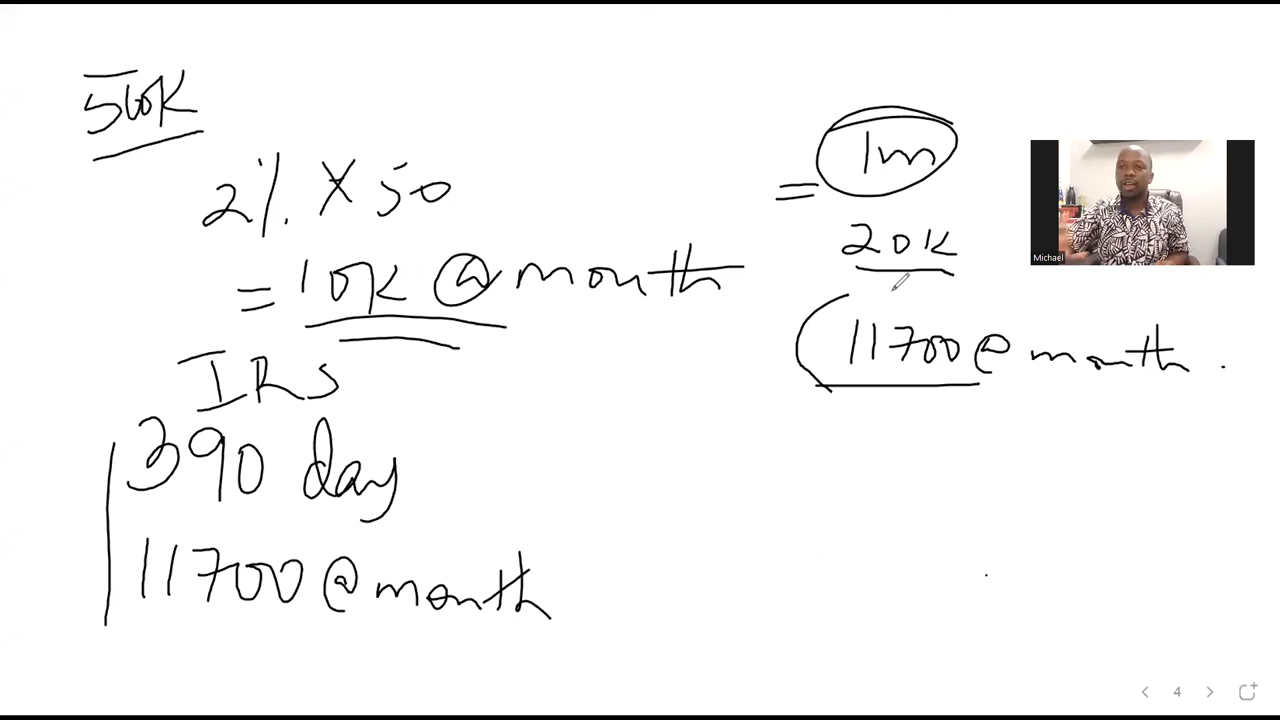 500K
2% X 50
= 10K @ month
IRS
390 day
11700 @ month
= 1m
20K
11700 @ month.
Michael
4